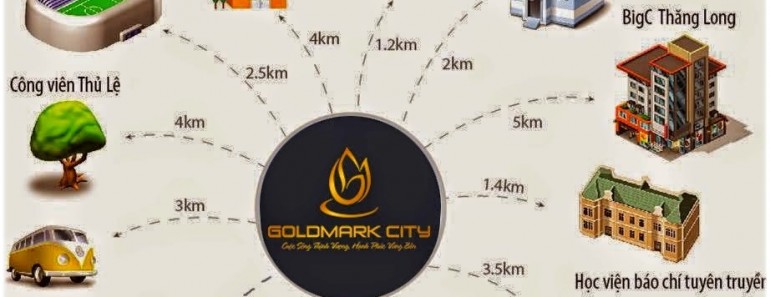 BigC Thăng Long
4km
1.2km
2km
2.5km
Công viên Thủ Lệ
4km
5km
1.4km
3km
GOLDMARK CITY
Cuộc Sống Thịnh Vượng, Hạnh Phúc Vững Bền
3.5km
Học viện báo chí tuyên truyền